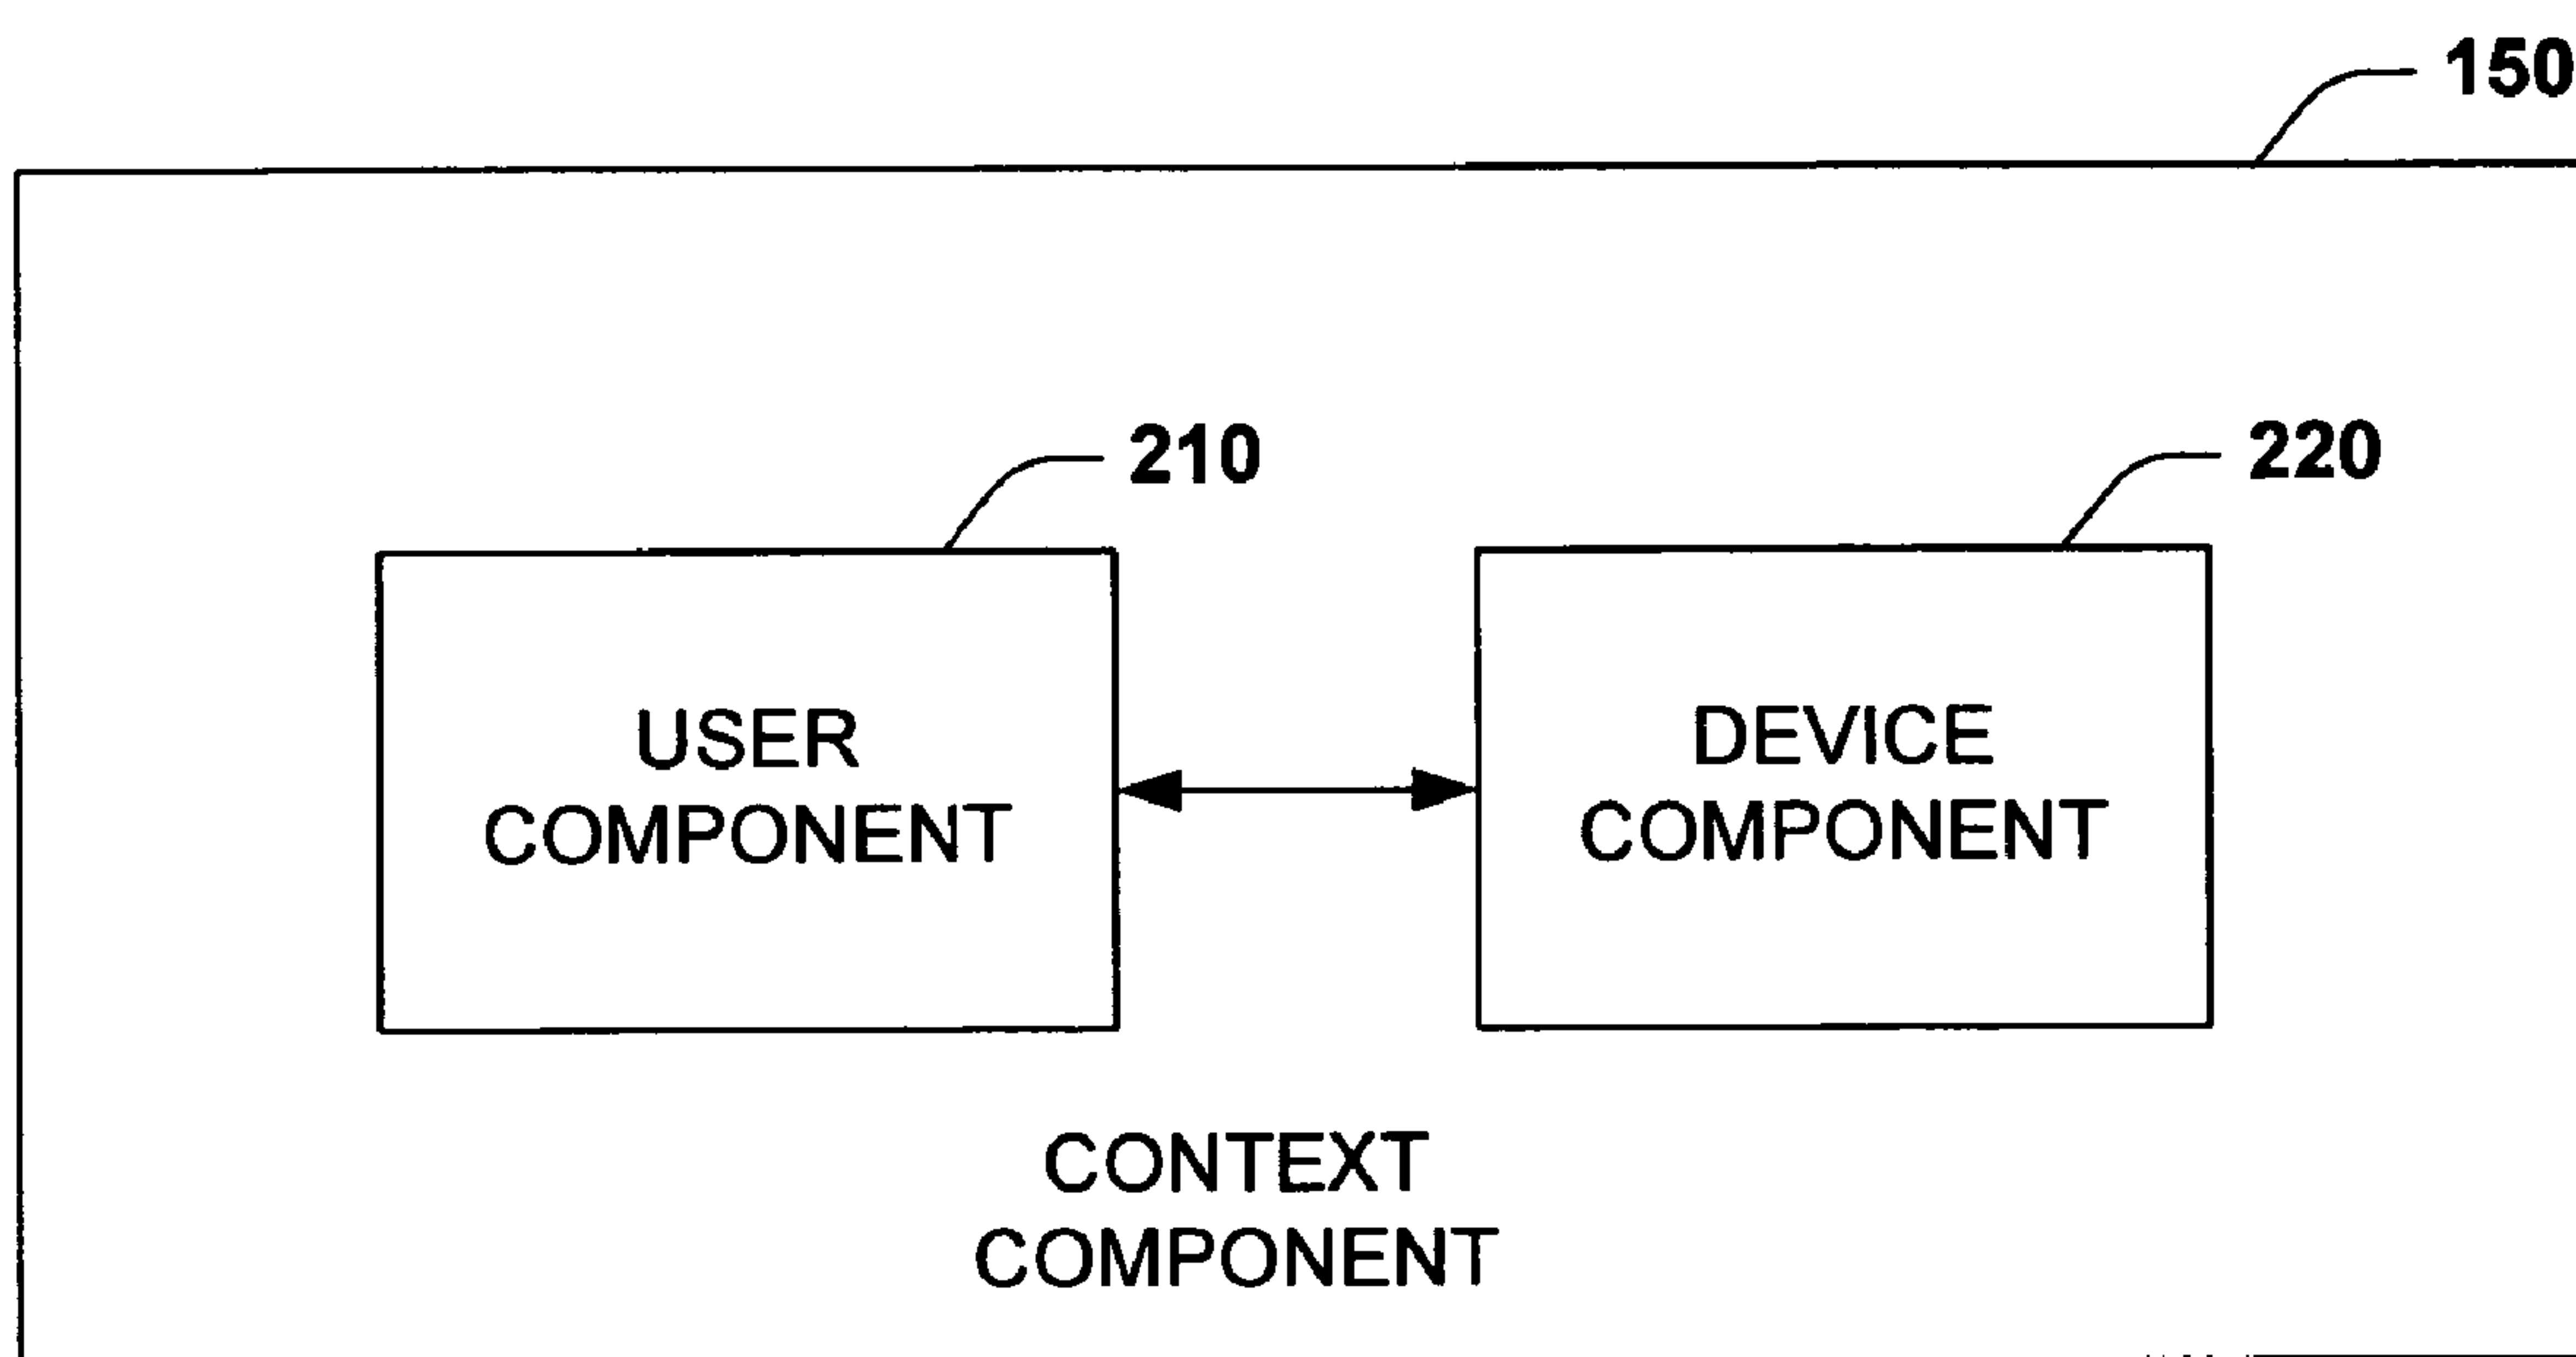 150
210
220
USER
COMPONENT
DEVICE
COMPONENT
CONTEXT
COMPONENT